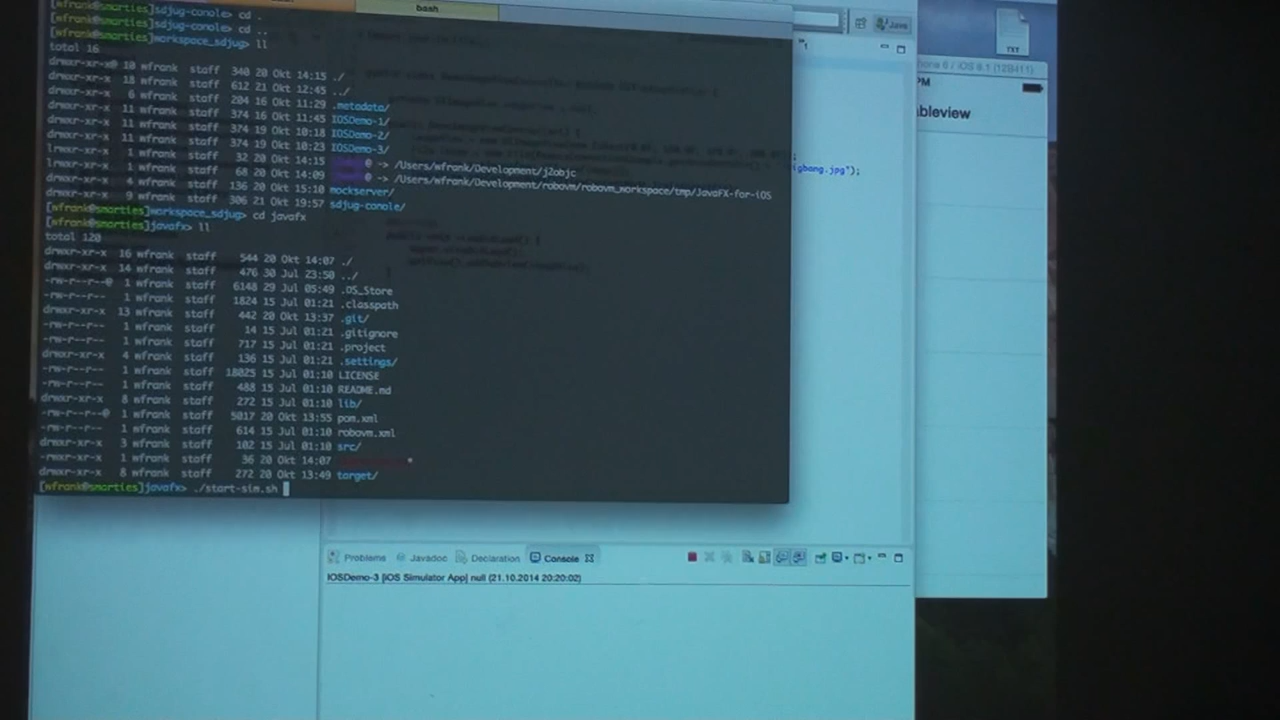 bash
[wfrank@smarties]sdjug-conole> cd .
[wfrank@smarties]sdjug-conole> cd ..
[wfrank@smarties]workspace_sdjug> ll
total 16
drwxr-xr-x@ 10 wfrank staff 340 20 Okt 14:15 ./
drwxr-xr-x 18 wfrank staff 612 21 Okt 12:45 ../
drwxr-xr-x 6 wfrank staff 204 16 Okt 11:29 .metadata/
drwxr-xr-x 11 wfrank staff 374 16 Okt 11:45 IOSDemo-1/
drwxr-xr-x 11 wfrank staff 374 19 Okt 10:18 IOSDemo-2/
drwxr-xr-x 11 wfrank staff 374 19 Okt 10:23 IOSDemo-3/
lrwxr-xr-x 1 wfrank staff 32 20 Okt 14:15 @ -> /Users/wfrank/Development/j2objc
lrwxr-xr-x 1 wfrank staff 68 20 Okt 14:09 @ -> /Users/wfrank/Development/robovm/robovm_workspace/tmp/JavaFX-for-iOS
drwxr-xr-x 4 wfrank staff 136 20 Okt 15:10 mockserver/
drwxr-xr-x 9 wfrank staff 306 21 Okt 19:57 sdjug-conole/
[wfrank@smarties]workspace_sdjug> cd javafx
[wfrank@smarties]javafx> ll
total 120
drwxr-xr-x 16 wfrank staff 544 20 Okt 14:07 ./
drwxr-xr-x 14 wfrank staff 476 30 Jul 23:50 ../
-rw-r--r--@ 1 wfrank staff 6148 29 Jul 05:49 .DS_Store
-rw-r--r-- 1 wfrank staff 1824 15 Jul 01:21 .classpath
drwxr-xr-x 13 wfrank staff 442 20 Okt 13:37 .git/
-rw-r--r-- 1 wfrank staff 14 15 Jul 01:21 .gitignore
-rw-r--r-- 1 wfrank staff 717 15 Jul 01:21 .project
drwxr-xr-x 4 wfrank staff 136 15 Jul 01:21 .settings/
-rw-r--r-- 1 wfrank staff 18025 15 Jul 01:10 LICENSE
-rw-r--r-- 1 wfrank staff 488 15 Jul 01:10 README.md
drwxr-xr-x 8 wfrank staff 272 15 Jul 01:10 lib/
-rw-r--r--@ 1 wfrank staff 5017 20 Okt 13:55 pom.xml
-rw-r--r-- 1 wfrank staff 614 15 Jul 01:10 robovm.xml
drwxr-xr-x 3 wfrank staff 102 15 Jul 01:10 src/
-rwxr-xr-x 1 wfrank staff 36 20 Okt 14:07 *
drwxr-xr-x 8 wfrank staff 272 20 Okt 13:49 target/
[wfrank@smarties]javafx> ./start-sim.sh
Java
TXT
hone 6 / iOS 8.1 (12B411)
PM
ableview
igbang.jpg");
Problems Javadoc Declaration Console
IOSDemo-3 [iOS Simulator App] null (21.10.2014 20:20:02)